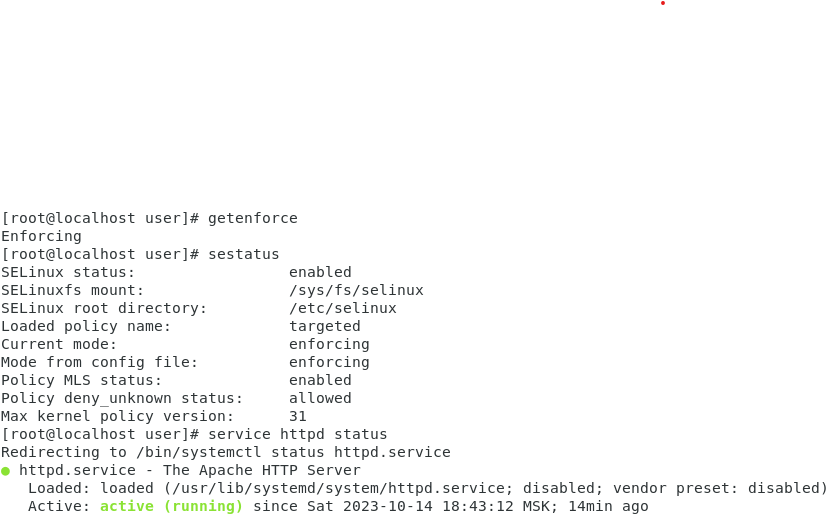 [root@localhost user]# getenforce
Enforcing
[root@localhost user]# sestatus
SELinux status:                 enabled
SELinuxfs mount:                /sys/fs/selinux
SELinux root directory:         /etc/selinux
Loaded policy name:             targeted
Current mode:                   enforcing
Mode from config file:          enforcing
Policy MLS status:              enabled
Policy deny_unknown status:     allowed
Max kernel policy version:      31
[root@localhost user]# service httpd status
Redirecting to /bin/systemctl status httpd.service
● httpd.service - The Apache HTTP Server
   Loaded: loaded (/usr/lib/systemd/system/httpd.service; disabled; vendor preset: disabled)
   Active: active (running) since Sat 2023-10-14 18:43:12 MSK; 14min ago